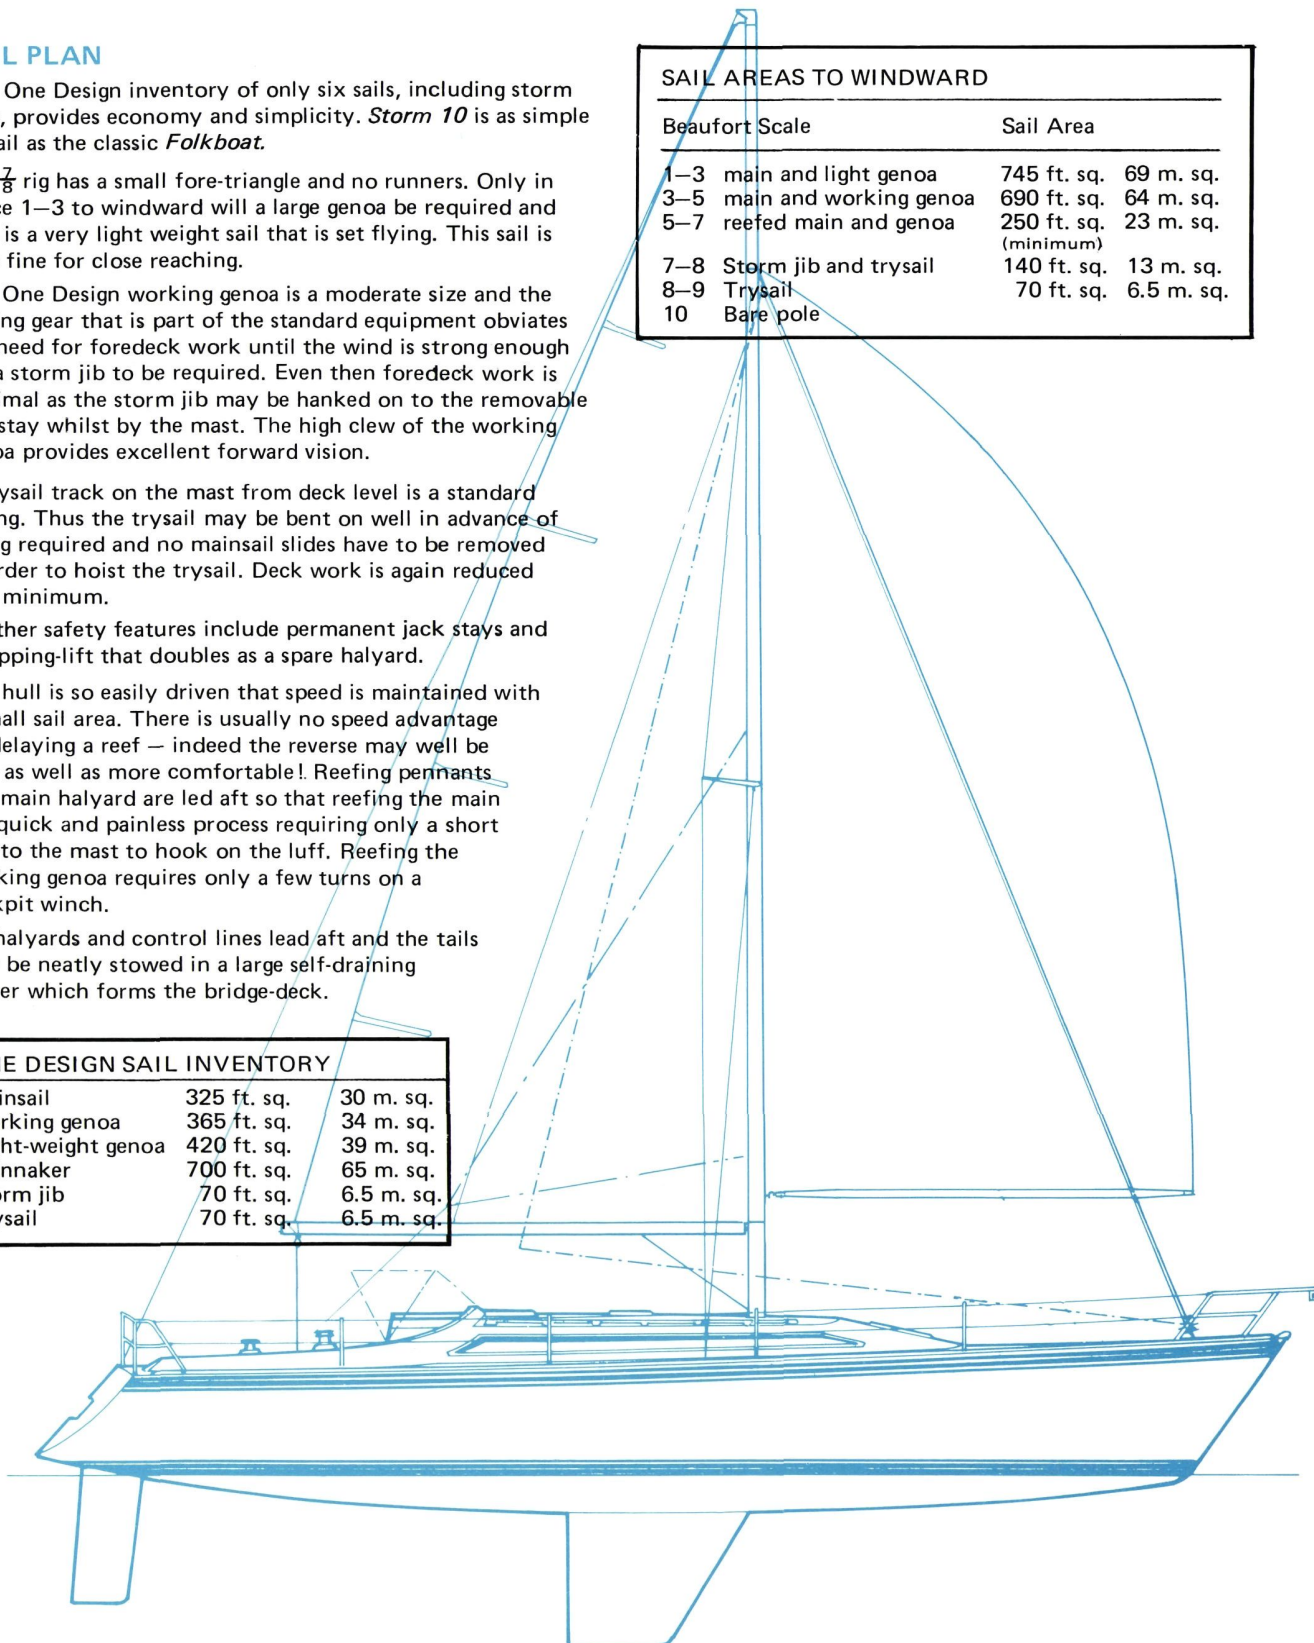 L PLAN
One Design inventory of only six sails, including storm
, provides economy and simplicity. Storm 10 is as simple
ail as the classic Folkboat.
7/8 rig has a small fore-triangle and no runners. Only in
e 1–3 to windward will a large genoa be required and
is a very light weight sail that is set flying. This sail is
fine for close reaching.
One Design working genoa is a moderate size and the
ng gear that is part of the standard equipment obviates
need for foredeck work until the wind is strong enough
a storm jib to be required. Even then foredeck work is
imal as the storm jib may be hanked on to the removable
stay whilst by the mast. The high clew of the working
oa provides excellent forward vision.
ysail track on the mast from deck level is a standard
ng. Thus the trysail may be bent on well in advance of
g required and no mainsail slides have to be removed
rder to hoist the trysail. Deck work is again reduced
minimum.
ther safety features include permanent jack stays and
pping-lift that doubles as a spare halyard.
hull is so easily driven that speed is maintained with
all sail area. There is usually no speed advantage
delaying a reef — indeed the reverse may well be
as well as more comfortable!. Reefing pennants
main halyard are led aft so that reefing the main
quick and painless process requiring only a short
to the mast to hook on the luff. Reefing the
king genoa requires only a few turns on a
kpit winch.
halyards and control lines lead aft and the tails
be neatly stowed in a large self-draining
er which forms the bridge-deck.
SAIL AREAS TO WINDWARD
Beaufort Scale Sail Area
1–3 main and light genoa 745 ft. sq. 69 m. sq.
3–5 main and working genoa 690 ft. sq. 64 m. sq.
5–7 reefed main and genoa 250 ft. sq. 23 m. sq.
(minimum)
7–8 Storm jib and trysail 140 ft. sq. 13 m. sq.
8–9 Trysail 70 ft. sq. 6.5 m. sq.
10 Bare pole
NE DESIGN SAIL INVENTORY
insail 325 ft. sq. 30 m. sq.
rking genoa 365 ft. sq. 34 m. sq.
ht-weight genoa 420 ft. sq. 39 m. sq.
nnaker 700 ft. sq. 65 m. sq.
orm jib 70 ft. sq. 6.5 m. sq.
ysail 70 ft. sq. 6.5 m. sq.